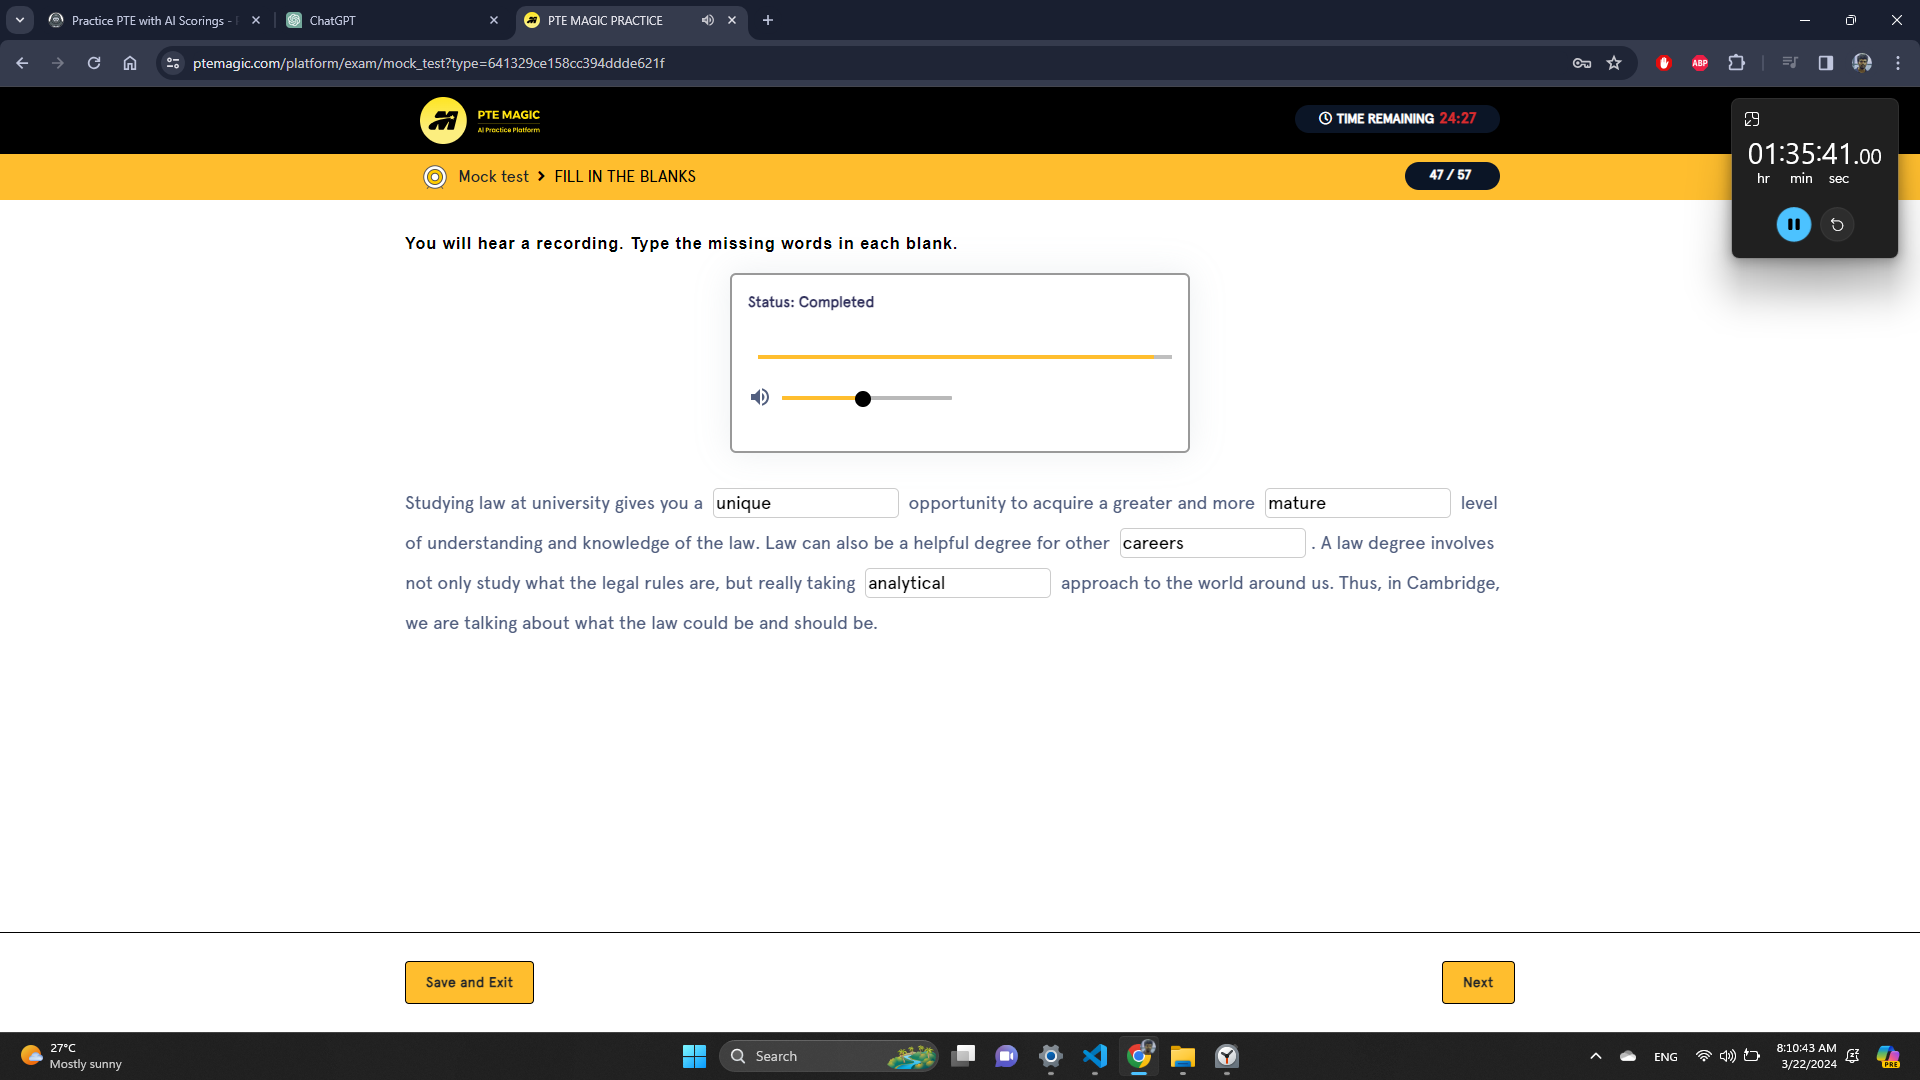 Practice PTE with AI Scorings -
ChatGPT
PTE MAGIC PRACTICE
ptemagic.com/platform/exam/mock_test?type=641329ce158cc394ddde621f
ABP
PTE MAGIC
AI Practice Platform
TIME REMAINING 24:27
01:35:41.00
hr min sec
Mock test > FILL IN THE BLANKS
47 / 57
You will hear a recording. Type the missing words in each blank.
Status: Completed
Studying law at university gives you a unique opportunity to acquire a greater and more mature level
of understanding and knowledge of the law. Law can also be a helpful degree for other careers . A law degree involves
not only study what the legal rules are, but really taking analytical approach to the world around us. Thus, in Cambridge,
we are talking about what the law could be and should be.
Save and Exit
Next
27°C
Mostly sunny
Search
ENG
8:10:43 AM
3/22/2024
PRE